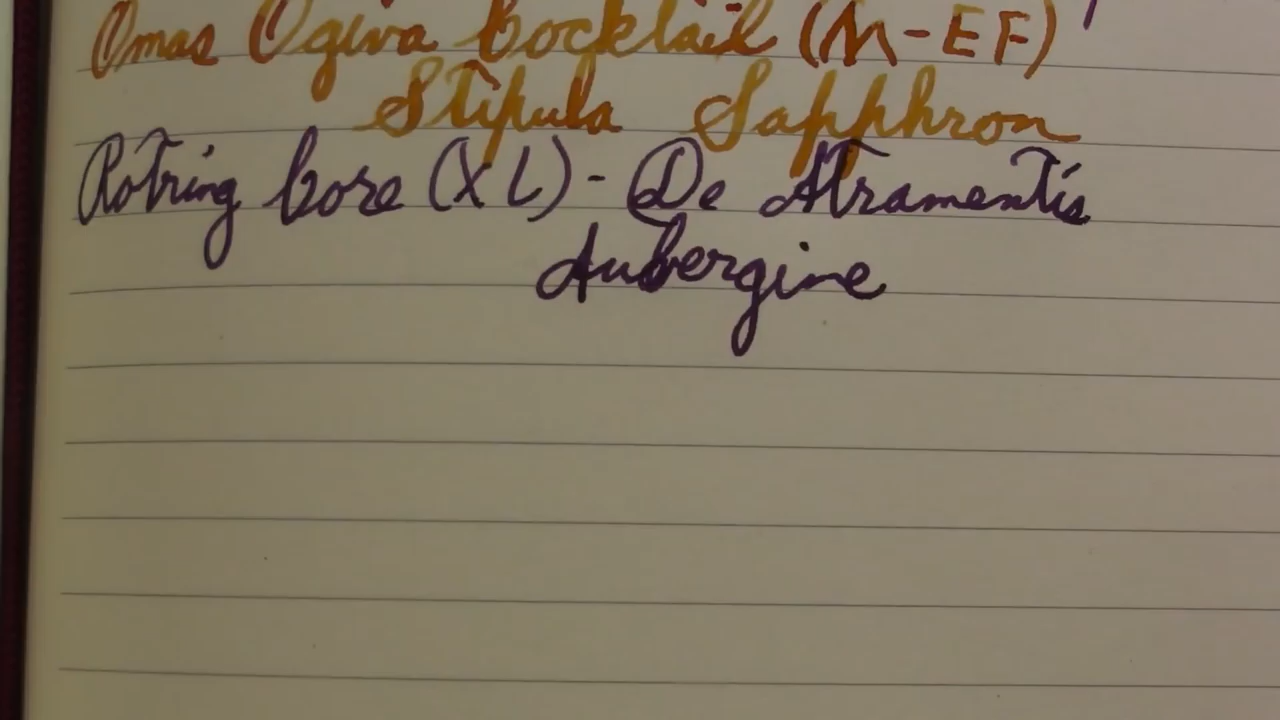 Omas Ogiva Cocktail (M-EF)
Stipula Sapphron
Rotring Core (XL) - De Atramentis
Aubergine